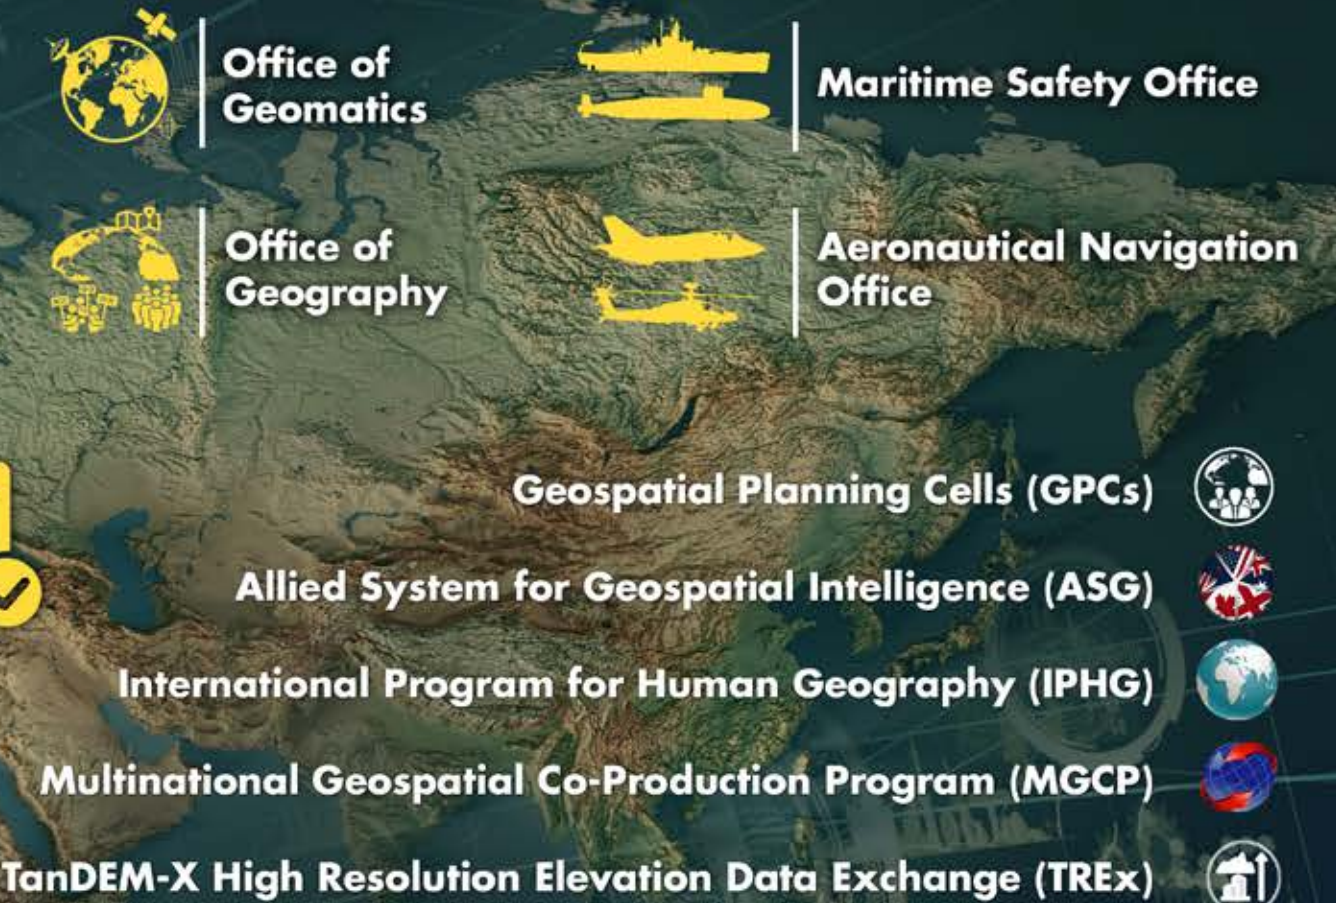 Office of
Geomatics
Maritime Safety Office
Office of
Geography
Aeronautical Navigation
Office
Geospatial Planning Cells (GPCs)
Allied System for Geospatial Intelligence (ASG)
International Program for Human Geography (IPHG)
Multinational Geospatial Co-Production Program (MGCP)
TanDEM-X High Resolution Elevation Data Exchange (TREx)